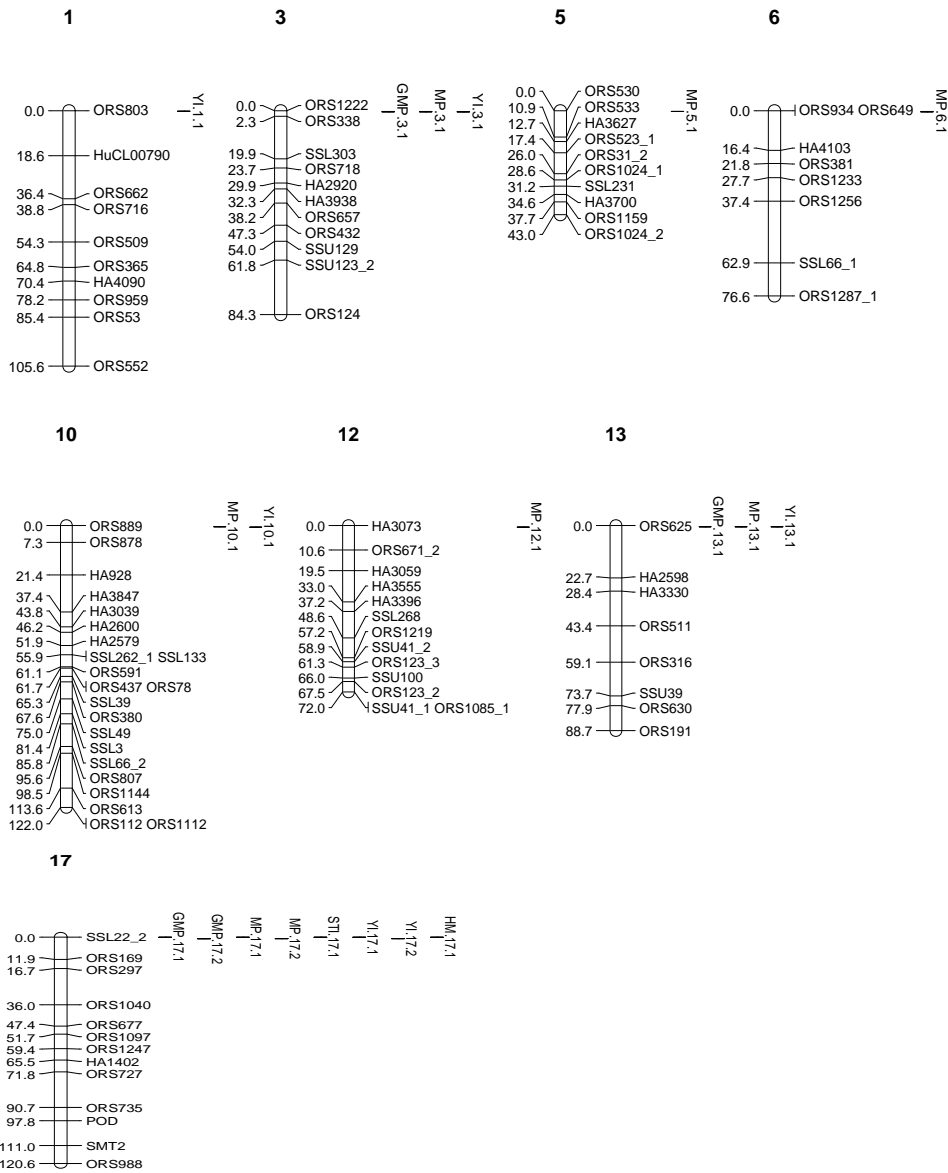 1
0.0 ORS803
18.6 HuCL00790
36.4 ORS662
38.8 ORS716
54.3 ORS509
64.8 ORS365
70.4 HA4090
78.2 ORS959
85.4 ORS53
105.6 ORS552
YI.1.1
3
0.0 ORS1222
2.3 ORS338
19.9 SSL303
23.7 ORS718
29.9 HA2920
32.3 HA3938
38.2 ORS657
47.3 ORS432
54.0 SSU129
61.8 SSU123_2
84.3 ORS124
GMP.3.1
MP.3.1
YI.3.1
5
0.0 ORS530
10.9 ORS533
12.7 HA3627
17.4 ORS523_1
26.0 ORS31_2
28.6 ORS1024_1
31.2 SSL231
34.6 HA3700
37.7 ORS1159
43.0 ORS1024_2
MP.5.1
6
0.0 ORS934 ORS649
16.4 HA4103
21.8 ORS381
27.7 ORS1233
37.4 ORS1256
62.9 SSL66_1
76.6 ORS1287_1
MP.6.1
10
0.0 ORS889
7.3 ORS878
21.4 HA928
37.4 HA3847
43.8 HA3039
46.2 HA2600
51.9 HA2579
55.9 SSL262_1 SSL133
61.1 ORS591
61.7 ORS437 ORS78
65.3 SSL39
67.6 ORS380
75.0 SSL49
81.4 SSL3
85.8 SSL66_2
95.6 ORS807
98.5 ORS1144
113.6 ORS613
122.0 ORS112 ORS1112
MP.10.1
YI.10.1
12
0.0 HA3073
10.6 ORS671_2
19.5 HA3059
33.0 HA3555
37.2 HA3396
48.6 SSL268
57.2 ORS1219
58.9 SSU41_2
61.3 ORS123_3
66.0 SSU100
67.5 ORS123_2
72.0 SSU41_1 ORS1085_1
MP.12.1
13
0.0 ORS625
22.7 HA2598
28.4 HA3330
43.4 ORS511
59.1 ORS316
73.7 SSU39
77.9 ORS630
88.7 ORS191
GMP.13.1
MP.13.1
YI.13.1
17
0.0 SSL22_2
11.9 ORS169
16.7 ORS297
36.0 ORS1040
47.4 ORS677
51.7 ORS1097
59.4 ORS1247
65.5 HA1402
71.8 ORS727
90.7 ORS735
97.8 POD
111.0 SMT2
120.6 ORS988
GMP.17.1
GMP.17.2
MP.17.1
MP.17.2
STI.17.1
YI.17.1
YI.17.2
HM.17.1